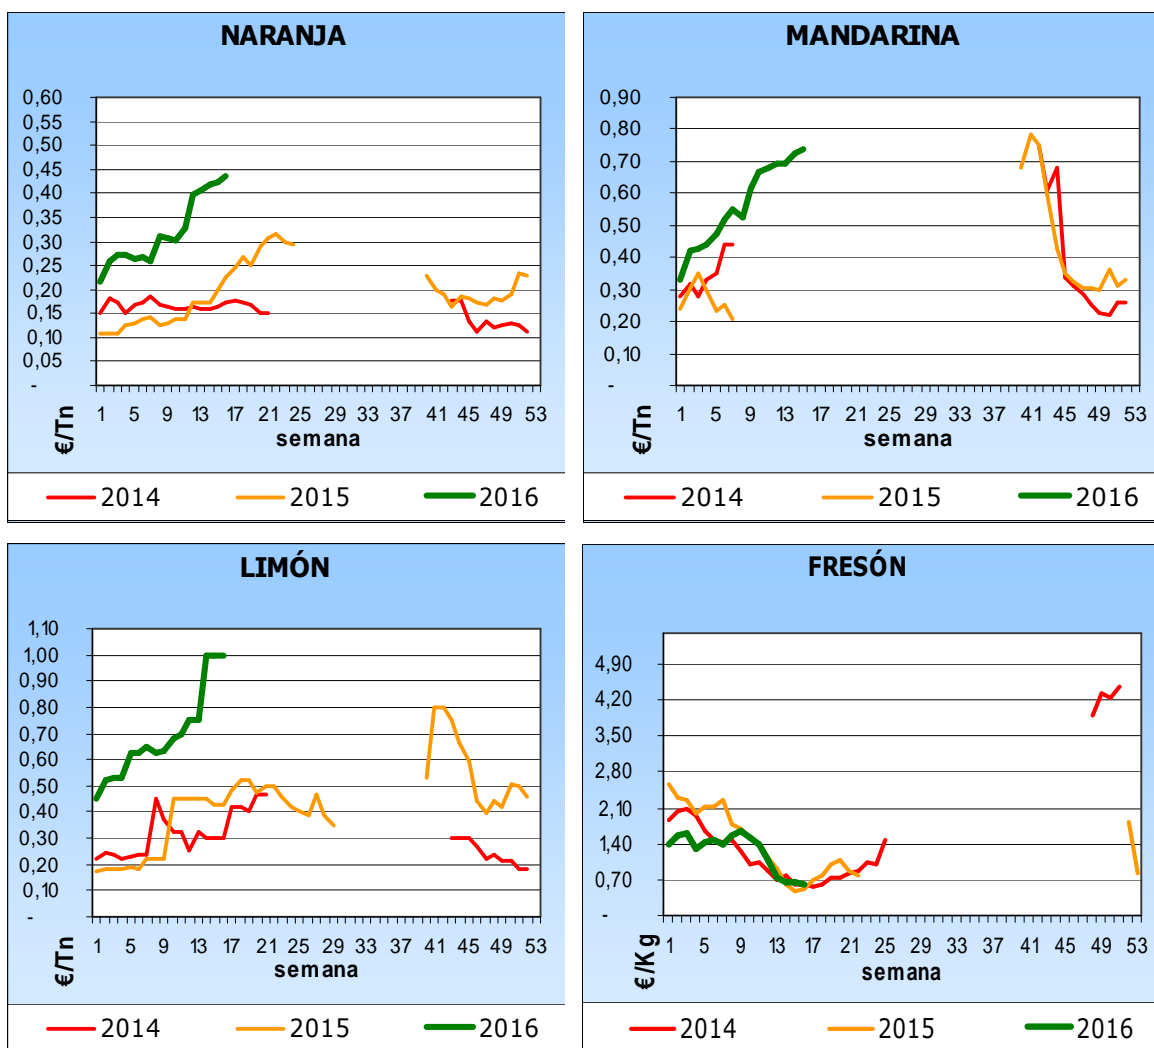 NARANJA
0,60
0,55
0,50
0,45
0,40
0,35
0,30
0,25
0,20
0,15
0,10
0,05
-
1 5 9 13 17 21 25 29 33 37 41 45 49 53
€/Tn
semana
2014 2015 2016
MANDARINA
0,90
0,80
0,70
0,60
0,50
0,40
0,30
0,20
0,10
-
1 5 9 13 17 21 25 29 33 37 41 45 49 53
€/Tn
semana
2014 2015 2016
LIMÓN
1,10
1,00
0,90
0,80
0,70
0,60
0,50
0,40
0,30
0,20
0,10
-
1 5 9 13 17 21 25 29 33 37 41 45 49 53
€/Tn
semana
2014 2015 2016
FRESÓN
4,90
4,20
3,50
2,80
2,10
1,40
0,70
-
1 5 9 13 17 21 25 29 33 37 41 45 49 53
€/Kg
semana
2014 2015 2016